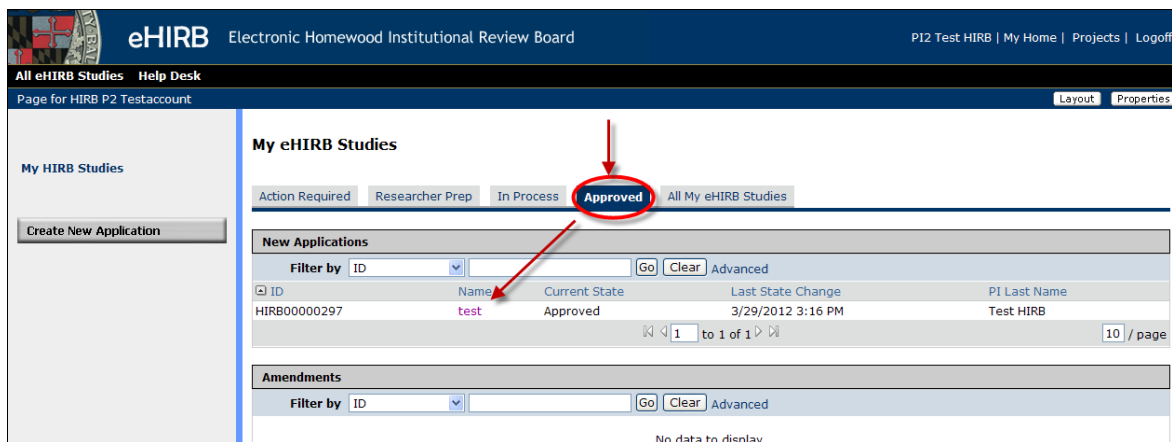 eHIRB Electronic Homewood Institutional Review Board PI2 Test HIRB | My Home | Projects | Logoff
All eHIRB Studies Help Desk
Page for HIRB P2 Testaccount Layout Properties
My eHIRB Studies
My HIRB Studies
Action Required Researcher Prep In Process Approved All My eHIRB Studies
Create New Application
New Applications
Filter by ID Go Clear Advanced
ID Name Current State Last State Change PI Last Name
HIRB00000297 test Approved 3/29/2012 3:16 PM Test HIRB
1 to 1 of 1 10 / page
Amendments
Filter by ID Go Clear Advanced
No data to display